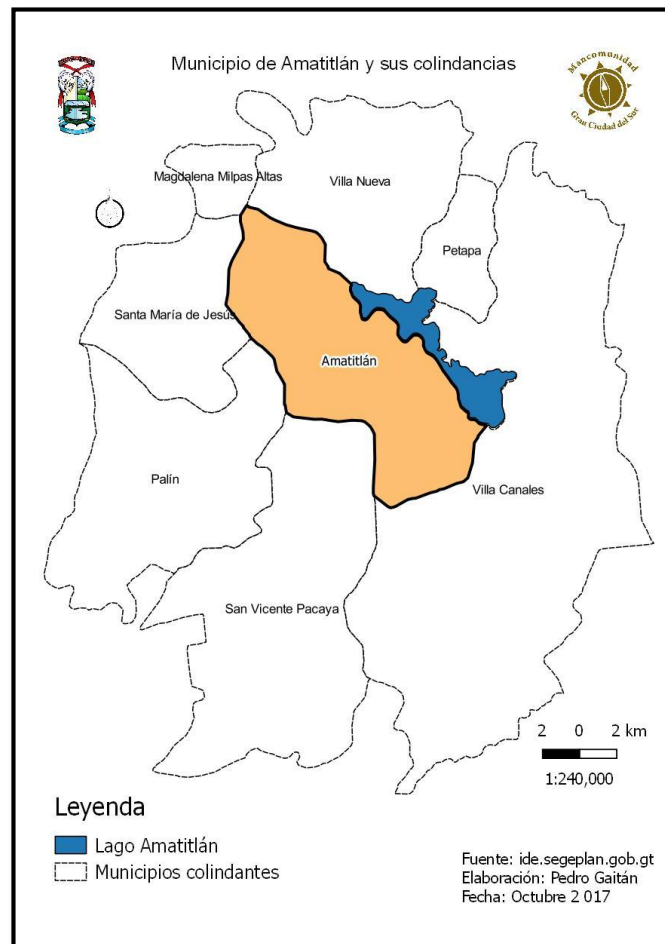 Municipio de Amatitlán y sus colindancias
Mancomunidad
Gran Ciudad del Sur
Magdalena Milpas Altas
Villa Nueva
Petapa
Santa María de Jesús
Amatitlán
Palín
Villa Canales
San Vicente Pacaya
2 0 2 km
1:240,000
Leyenda
Lago Amatitlán
Municipios colindantes
Fuente: ide.segeplan.gob.gt
Elaboración: Pedro Gaitán
Fecha: Octubre 2 017